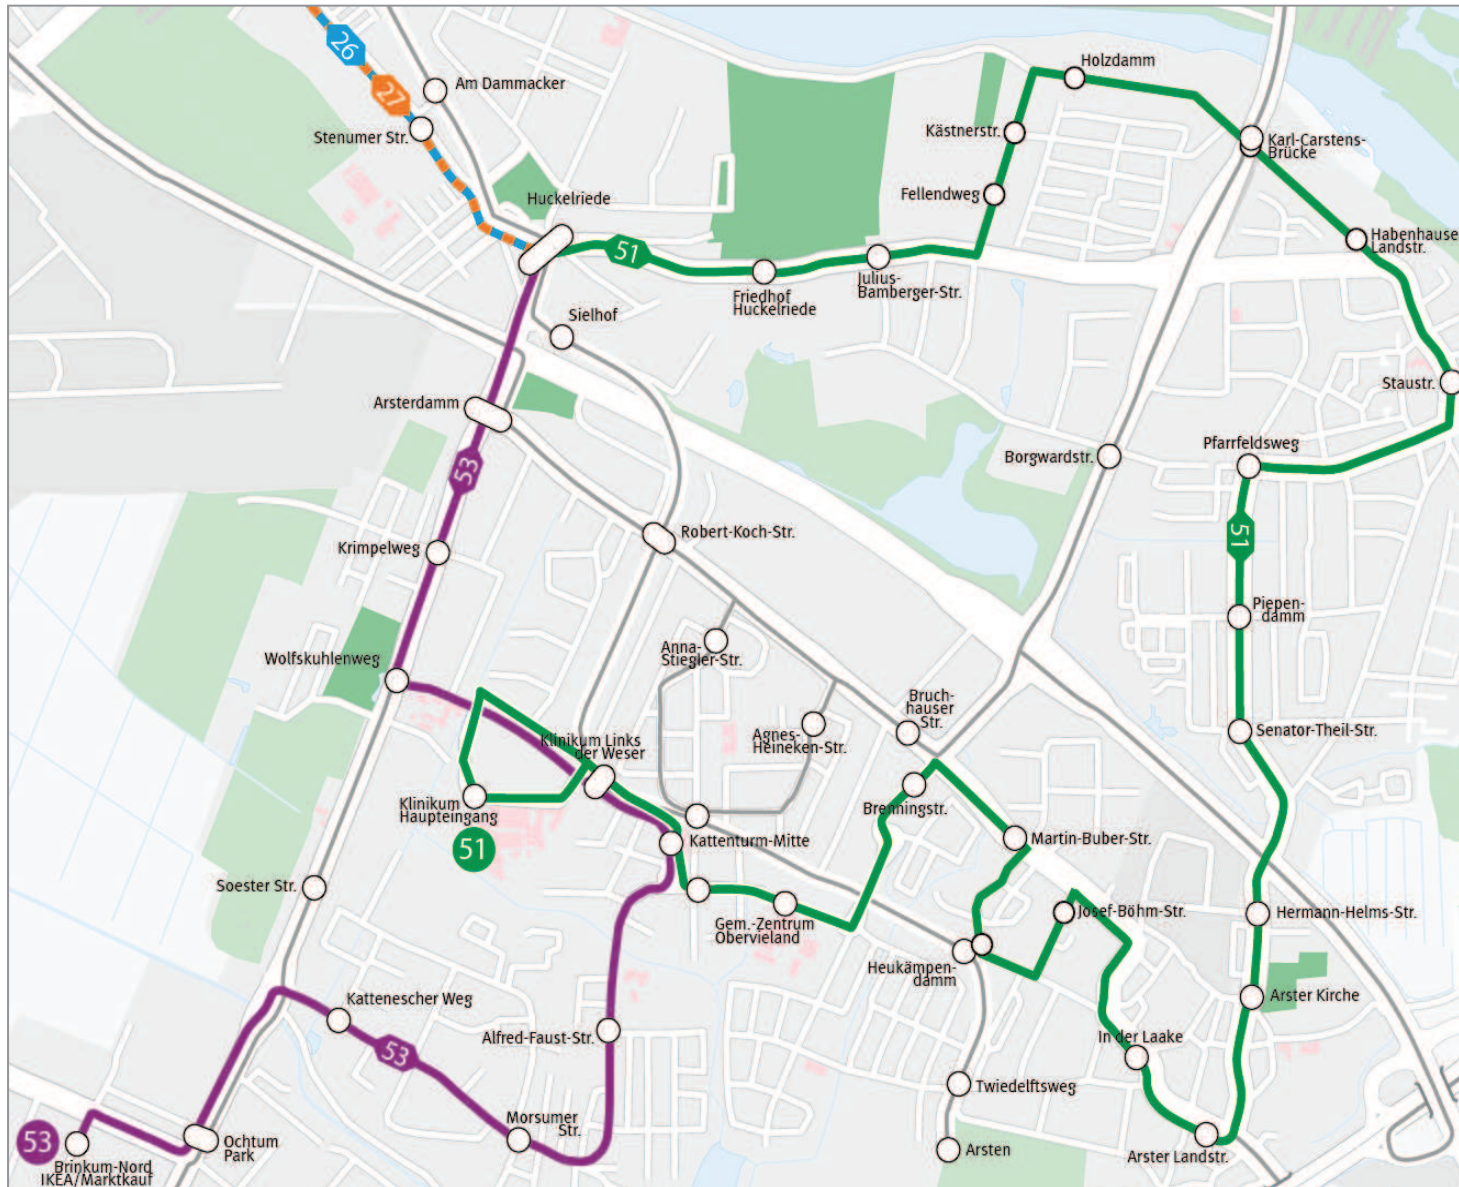 26
27
Am Dammacker
Stenumer Str.
Huckelriede
51
Holzdamm
Kästnerstr.
Karl-Carstens-
Brücke
Fellendweg
Habenhauser
Landstr.
Friedhof
Huckelriede
Julius-
Bamberger-Str.
Sielhof
Staustr.
Arsterdamm
53
Borgwardstr.
Pfarrfeldsweg
51
Krimpelweg
Robert-Koch-Str.
Piepen-
damm
Wolfskuhlenweg
Anna-
Stiegler-Str.
Bruch-
hauser
Str.
Senator-Theil-Str.
Klinikum Links
der Weser
Agnes-
Heineken-Str.
Klinikum
Haupteingang
51
Brenningstr.
Kattenturm-Mitte
Martin-Buber-Str.
Soester Str.
Gem.-Zentrum
Obervieland
Josef-Böhm-Str.
Hermann-Helms-Str.
Heukämpen-
damm
Kattenescher Weg
Arster Kirche
53
Alfred-Faust-Str.
In der Laake
Twiedelftsweg
Morsumer
Str.
53
Ochtum
Park
Brinkum-Nord
IKEA/Marktkauf
Arsten
Arster Landstr.